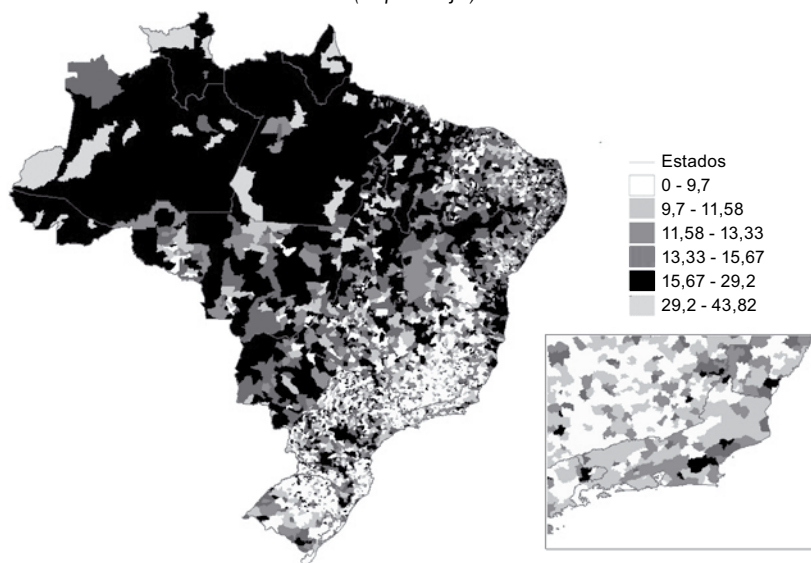 Estados
0 - 9,7
9,7 - 11,58
11,58 - 13,33
13,33 - 15,67
15,67 - 29,2
29,2 - 43,82